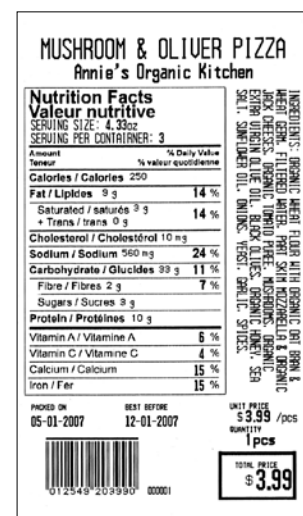 MUSHROOM & OLIVER PIZZA
Annie's Organic Kitchen
Nutrition Facts
Valeur nutritive
SERUING SIZE: 4.33oz
SERUING PER CONTAIRNER: 3
Amount % Daily Value
Teneur % valeur quotidienne
Calories / Calories 250
Fat / Lipides 9 g 14 %
Saturated / saturés 3 g
+ Trans / trans 0 g 14 %
Cholesterol / Cholestérol 10 mg
Sodium / Sodium 560 mg 24 %
Carbohydrate / Glucides 33 g 11 %
Fibre / Fibres 2 g 7 %
Sugars / Sucres 3 g
Protein / Protéines 10 g
Vitamin A / Vitamine A 6 %
Vitamin C / Vitamine C 4 %
Calcium / Calcium 15 %
Iron / Fer 15 %
INGREDIENTS: ORGANIC WHEAT FLOUR WITH ORGANIC OAT BRAN &
WHEAT GERM, FILTERED WATER, PART SKIM MOZZARELLA & ORGANIC
JACK CHEESES, ORGANIC TOMATO PUREE, MUSHROOMS, ORGANIC
EXTRA VIRGIN OLIVE OIL, BLACK OLIVES, ORGANIC HONEY, SEA
SALT, SUNFLOWER OIL, ONIONS, YEAST, GARLIC, SPICES.
PACKED ON BEST BEFORE
05-01-2007 12-01-2007
UNIT PRICE
$3.99 /pcs
QUANTITY
1pcs
TOTAL PRICE
$3.99
012549203990 000001